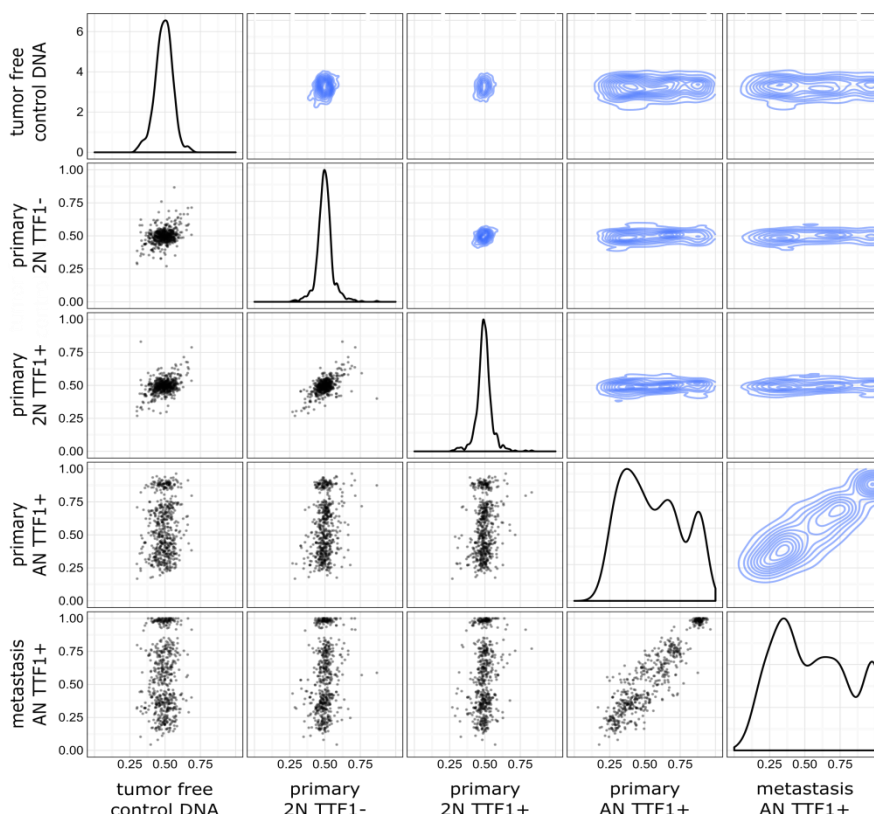 6
4
2
0
tumor free
control DNA
1.00
0.75
0.50
0.25
0.00
primary
2N TTF1-
1.00
0.75
0.50
0.25
0.00
primary
2N TTF1+
1.00
0.75
0.50
0.25
0.00
primary
AN TTF1+
1.00
0.75
0.50
0.25
0.00
metastasis
AN TTF1+
0.25 0.50 0.75 0.25 0.50 0.75 0.25 0.50 0.75 0.25 0.50 0.75 0.25 0.50 0.75
tumor free primary primary primary metastasis
control DNA 2N TTF1- 2N TTF1+ AN TTF1+ AN TTF1+